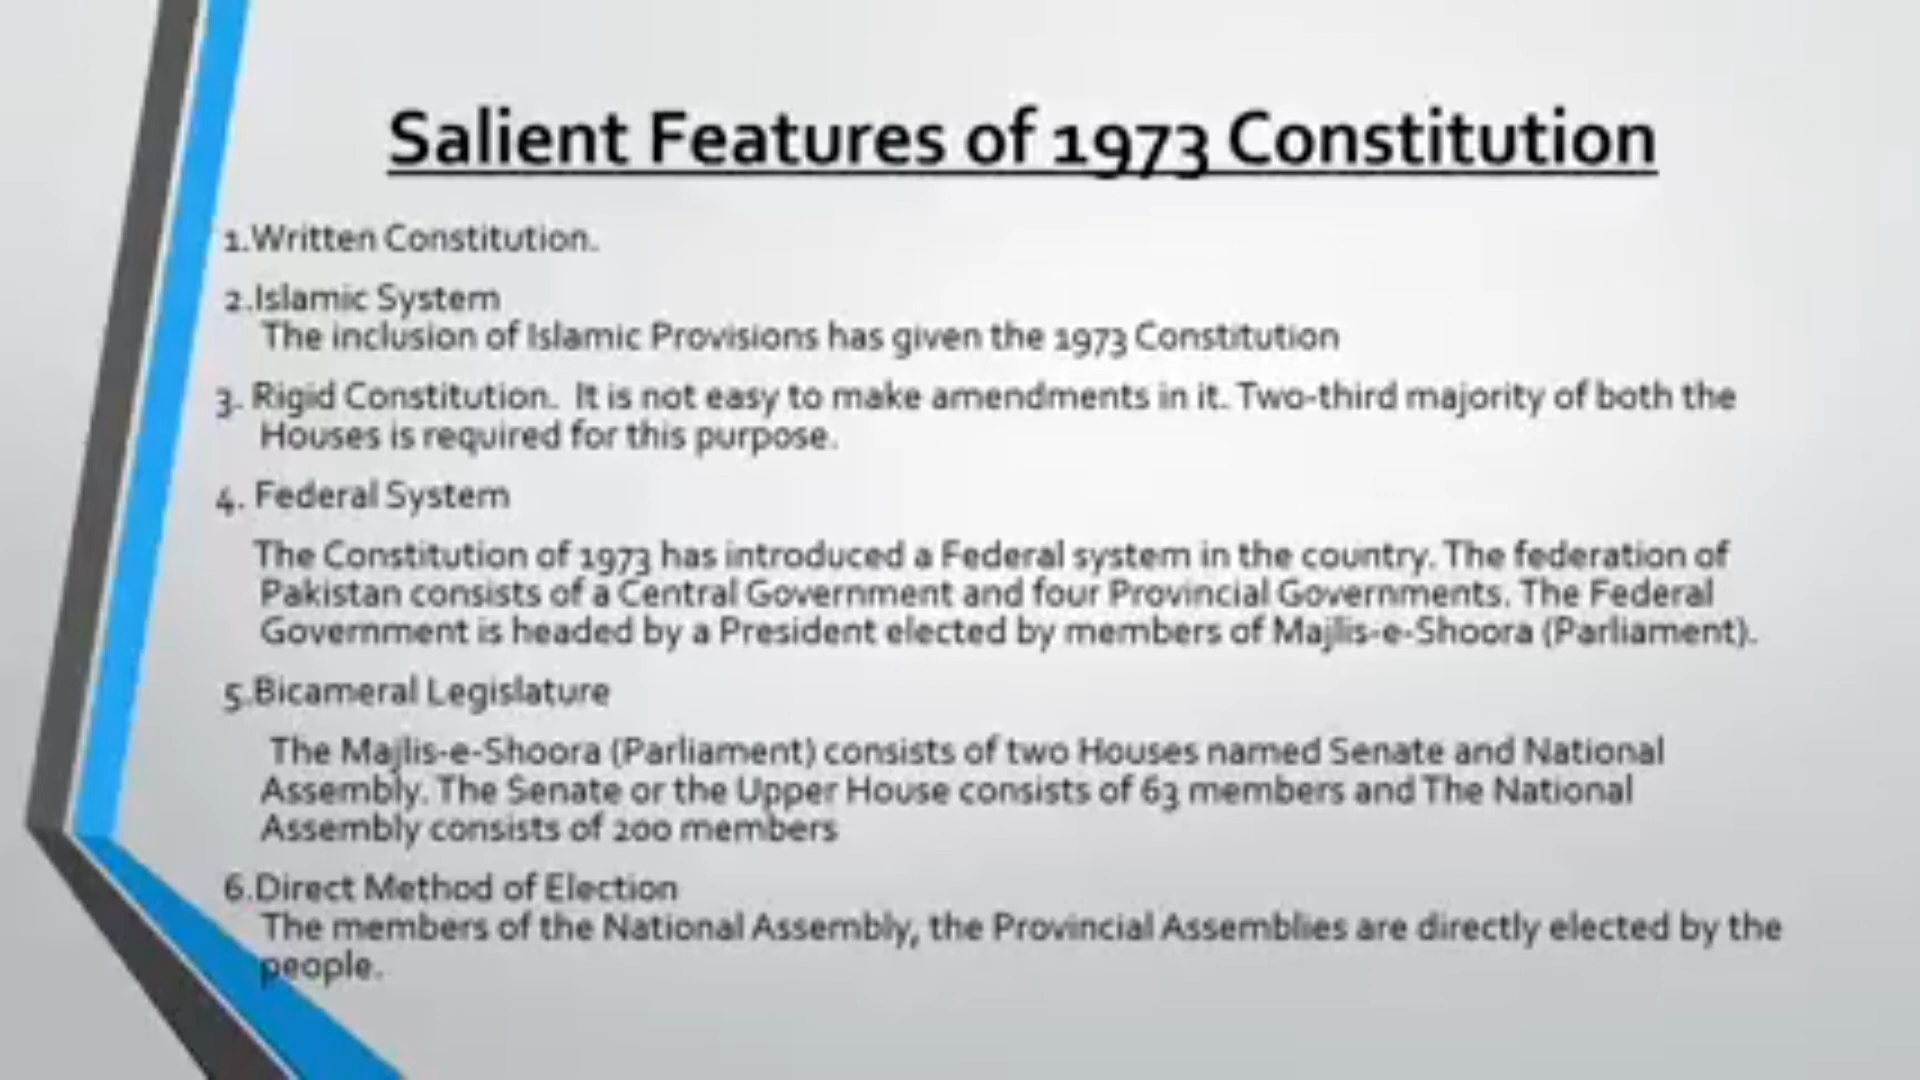 Salient Features of 1973 Constitution
1.Written Constitution.
2.Islamic System
The inclusion of Islamic Provisions has given the 1973 Constitution
3. Rigid Constitution. It is not easy to make amendments in it. Two-third majority of both the
Houses is required for this purpose.
4. Federal System
The Constitution of 1973 has introduced a Federal system in the country. The federation of
Pakistan consists of a Central Government and four Provincial Governments. The Federal
Government is headed by a President elected by members of Majlis-e-Shoora (Parliament).
5.Bicameral Legislature
The Majlis-e-Shoora (Parliament) consists of two Houses named Senate and National
Assembly. The Senate or the Upper House consists of 63 members and The National
Assembly consists of 200 members
6.Direct Method of Election
The members of the National Assembly, the Provincial Assemblies are directly elected by the
people.